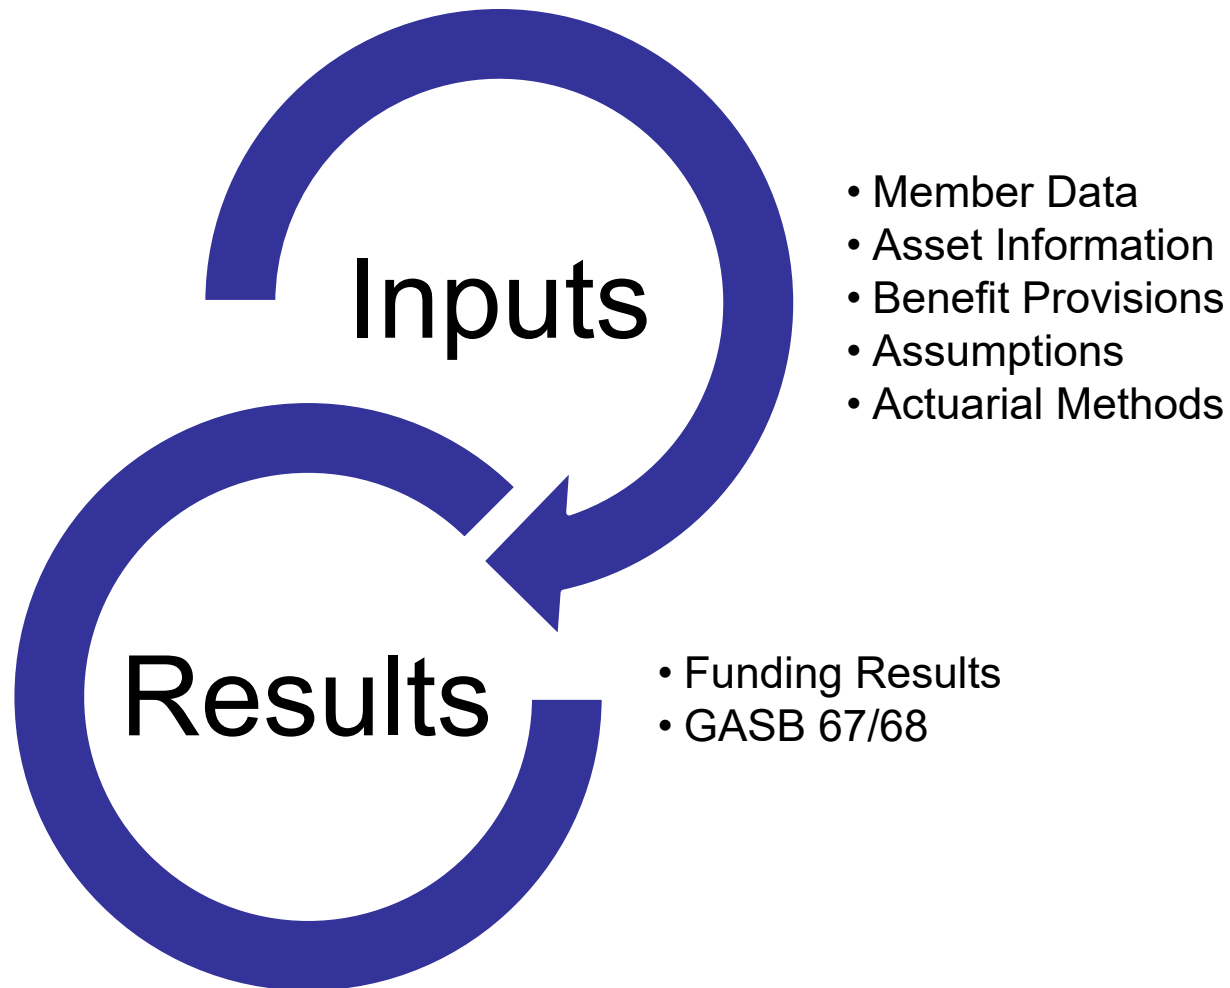 Inputs
• Member Data
• Asset Information
• Benefit Provisions
• Assumptions
• Actuarial Methods
Results
• Funding Results
• GASB 67/68